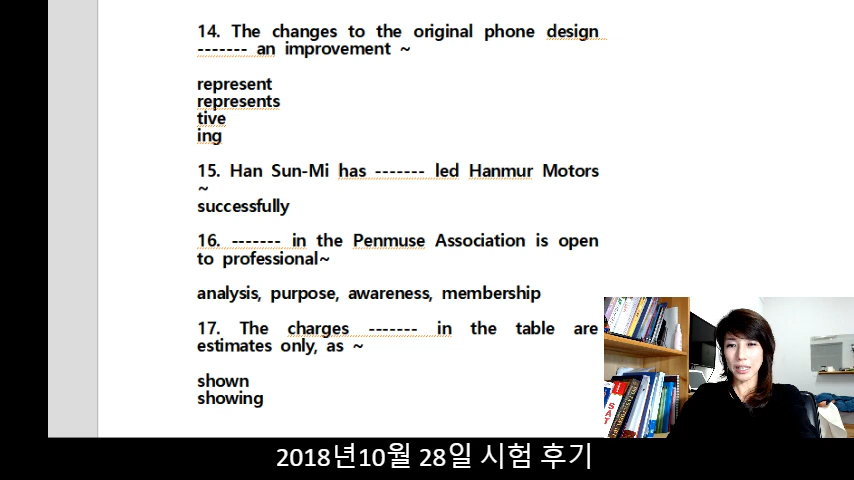 14. The changes to the original phone design
------- an improvement ~
represent
represents
tive
ing
15. Han Sun-Mi has ------- led Hanmur Motors
~
successfully
16. ------- in the Penmuse Association is open
to professional~
analysis, purpose, awareness, membership
17. The charges ------- in the table are
estimates only, as ~
shown
showing
SAT
2018년10월 28일 시험 후기